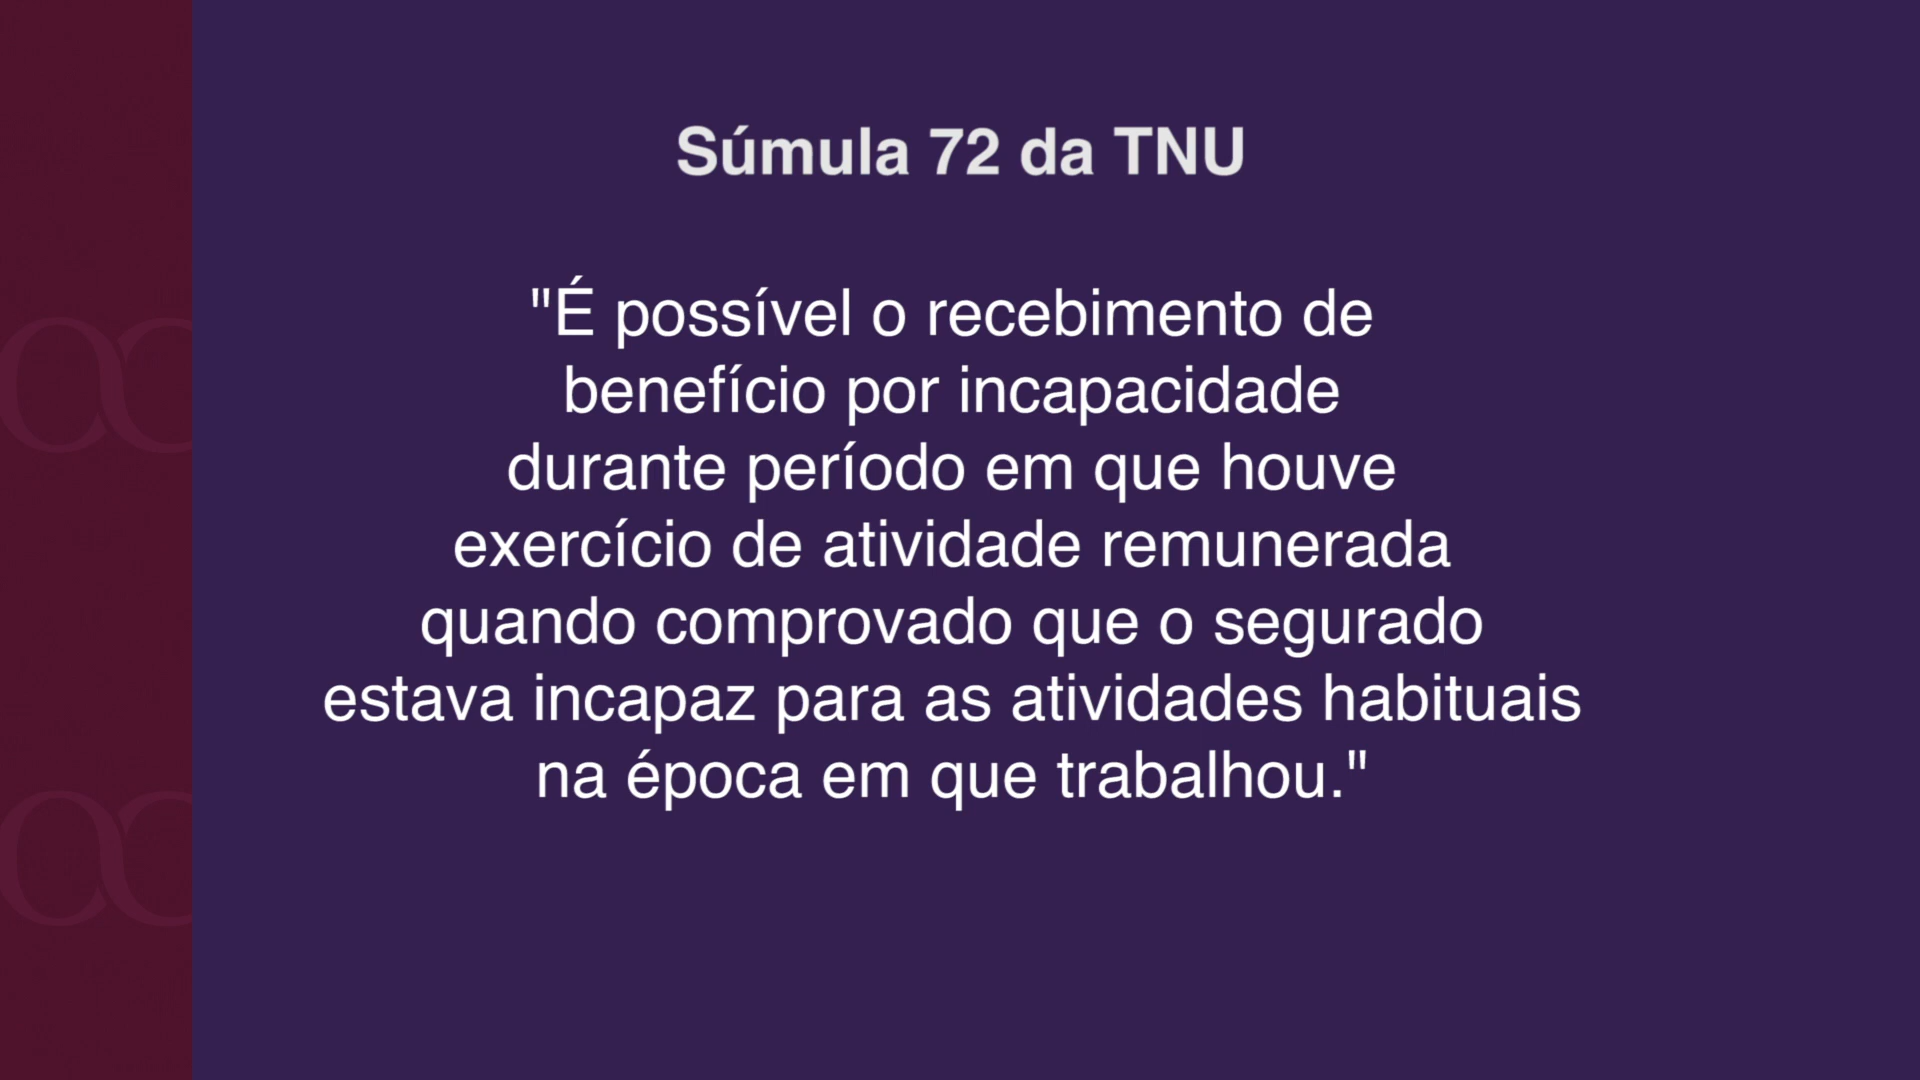 Súmula 72 da TNU
"É possível o recebimento de
benefício por incapacidade
durante período em que houve
exercício de atividade remunerada
quando comprovado que o segurado
estava incapaz para as atividades habituais
na época em que trabalhou."